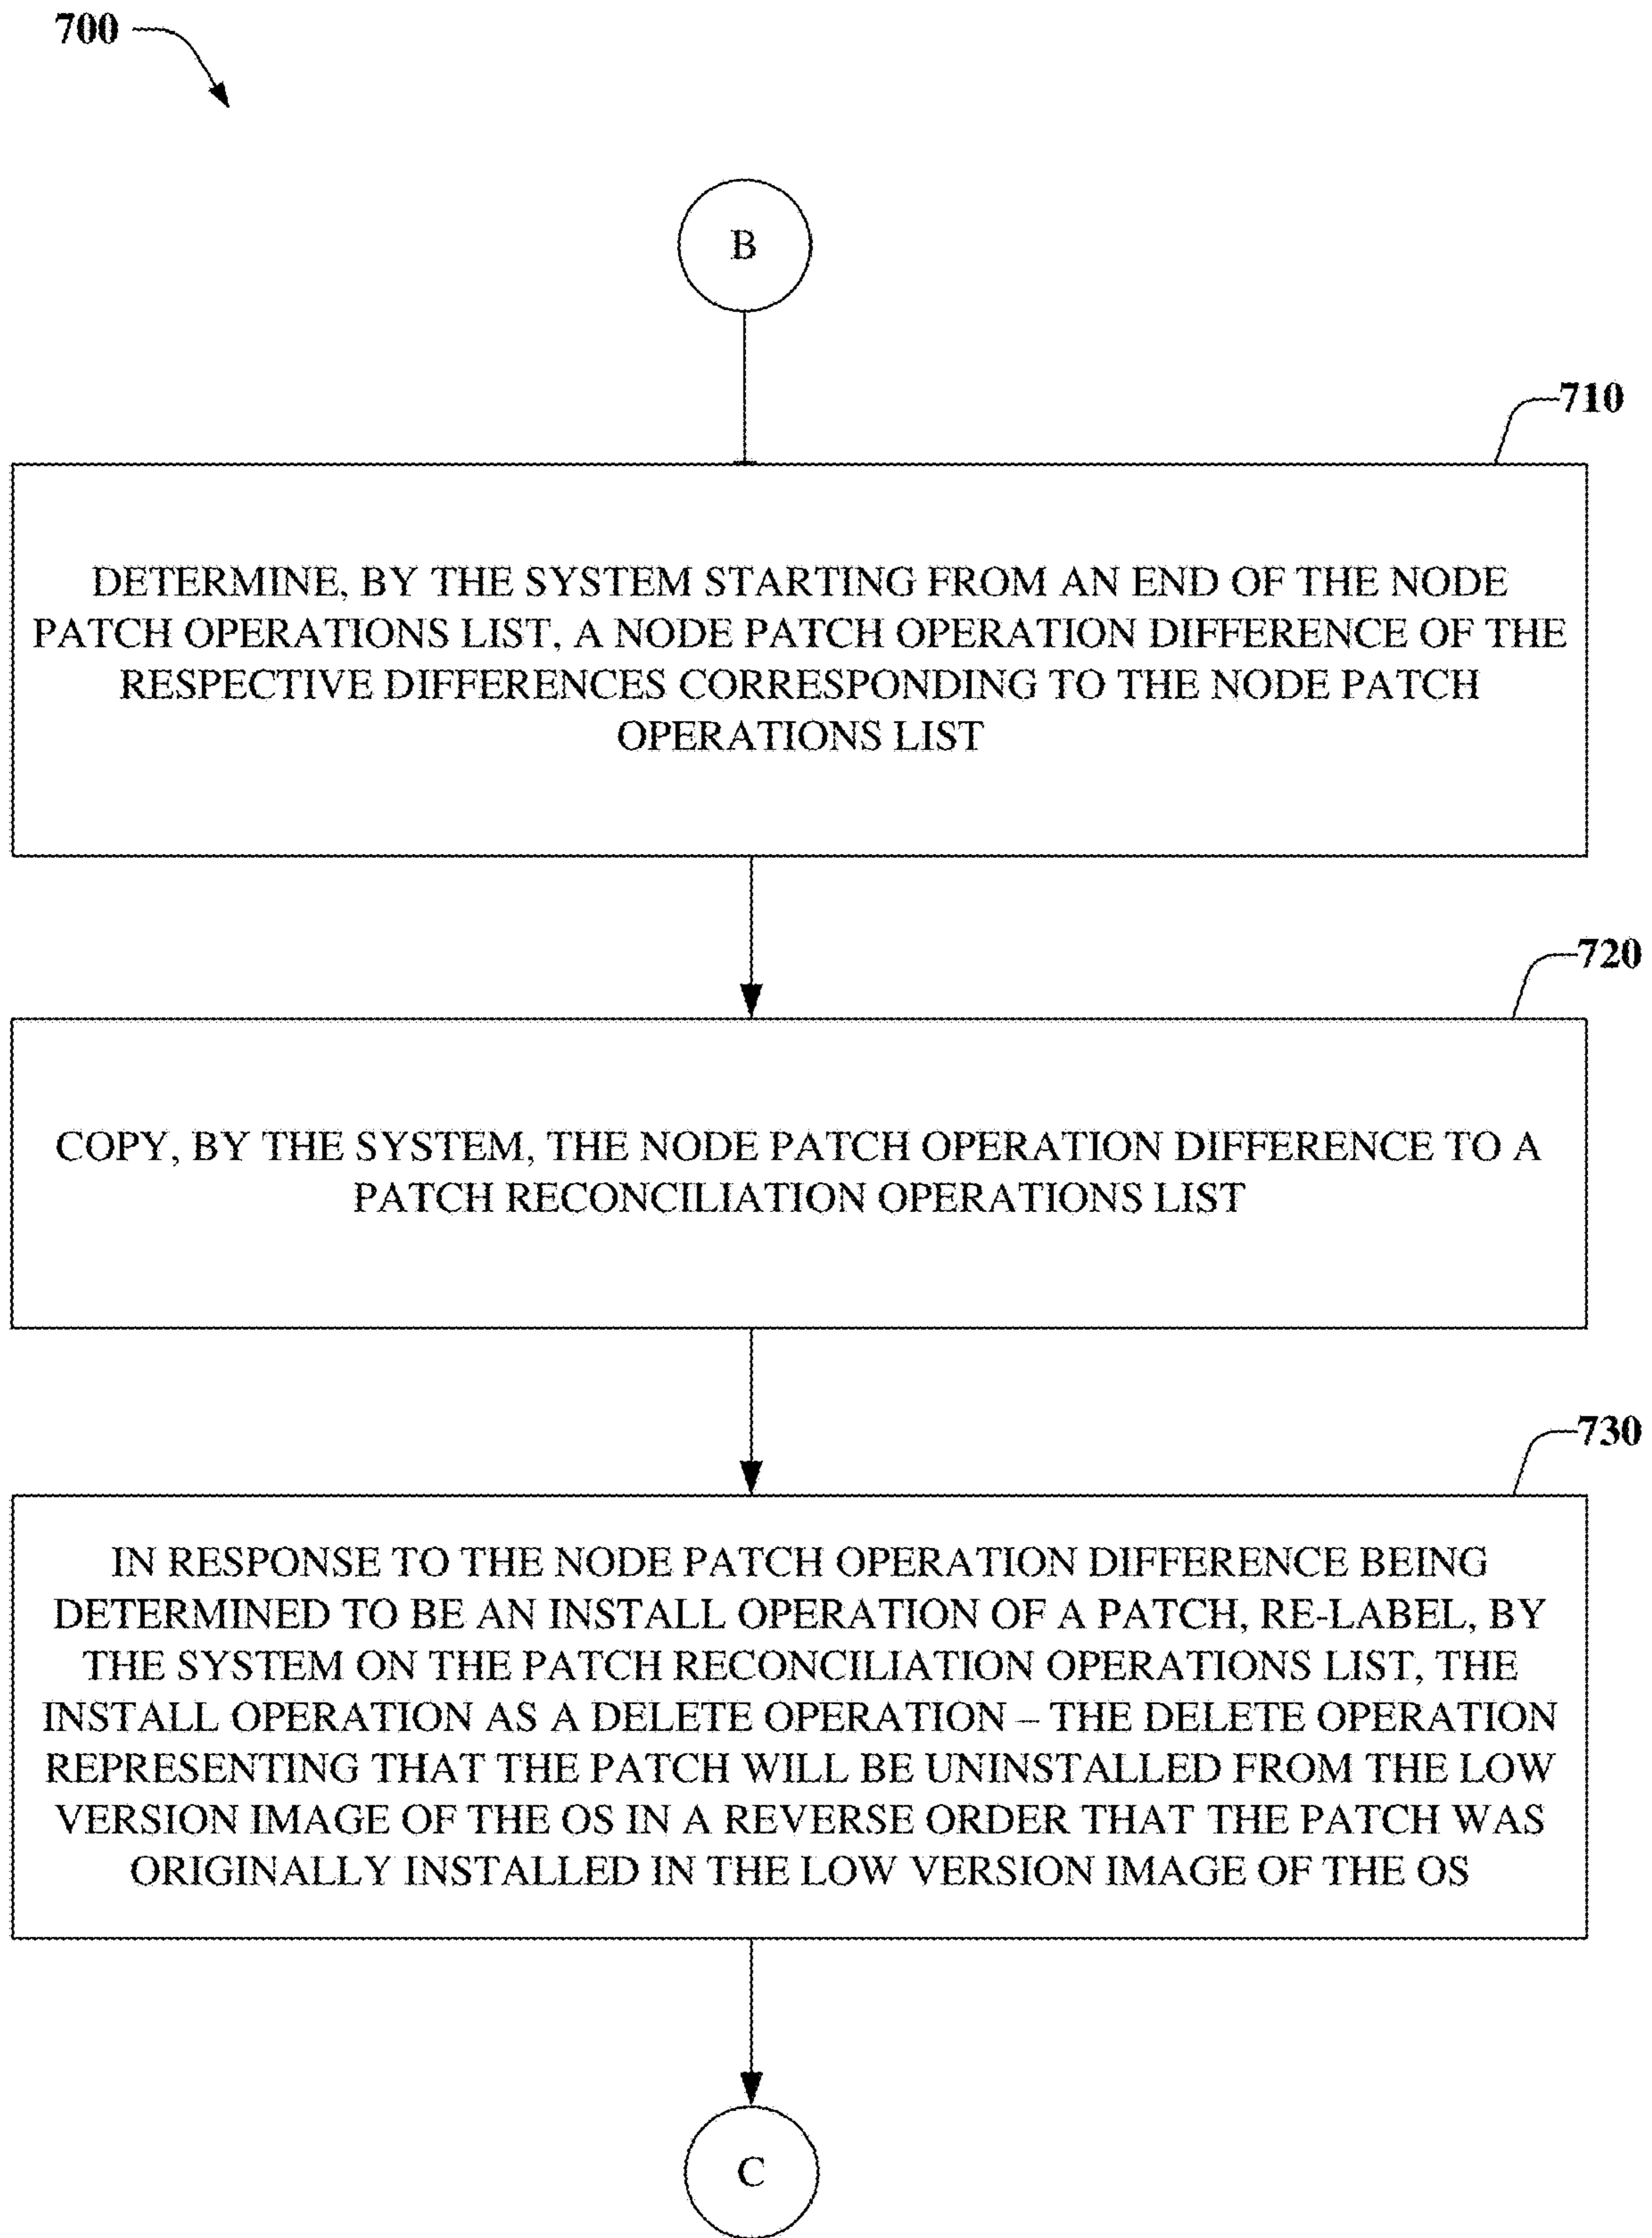 700
B
710
DETERMINE, BY THE SYSTEM STARTING FROM AN END OF THE NODE
PATCH OPERATIONS LIST, A NODE PATCH OPERATION DIFFERENCE OF THE
RESPECTIVE DIFFERENCES CORRESPONDING TO THE NODE PATCH
OPERATIONS LIST
720
COPY, BY THE SYSTEM, THE NODE PATCH OPERATION DIFFERENCE TO A
PATCH RECONCILIATION OPERATIONS LIST
730
IN RESPONSE TO THE NODE PATCH OPERATION DIFFERENCE BEING
DETERMINED TO BE AN INSTALL OPERATION OF A PATCH, RE-LABEL, BY
THE SYSTEM ON THE PATCH RECONCILIATION OPERATIONS LIST, THE
INSTALL OPERATION AS A DELETE OPERATION – THE DELETE OPERATION
REPRESENTING THAT THE PATCH WILL BE UNINSTALLED FROM THE LOW
VERSION IMAGE OF THE OS IN A REVERSE ORDER THAT THE PATCH WAS
ORIGINALLY INSTALLED IN THE LOW VERSION IMAGE OF THE OS
C